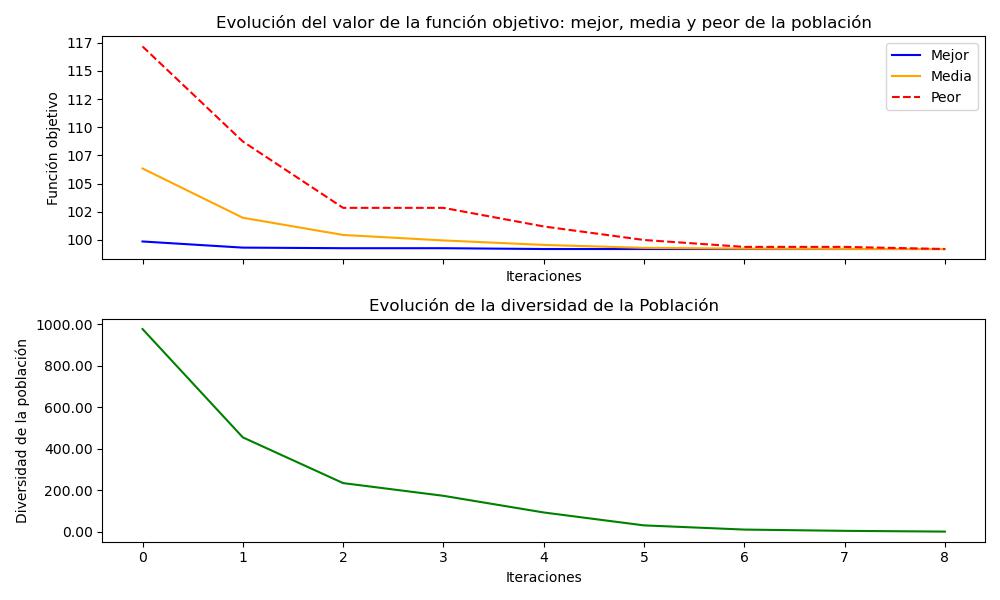 Evolución del valor de la función objetivo: mejor, media y peor de la población
Función objetivo
117
115
112
110
107
105
102
100
Mejor
Media
Peor
Iteraciones
Evolución de la diversidad de la Población
Diversidad de la población
1000.00
800.00
600.00
400.00
200.00
0.00
0 1 2 3 4 5 6 7 8
Iteraciones